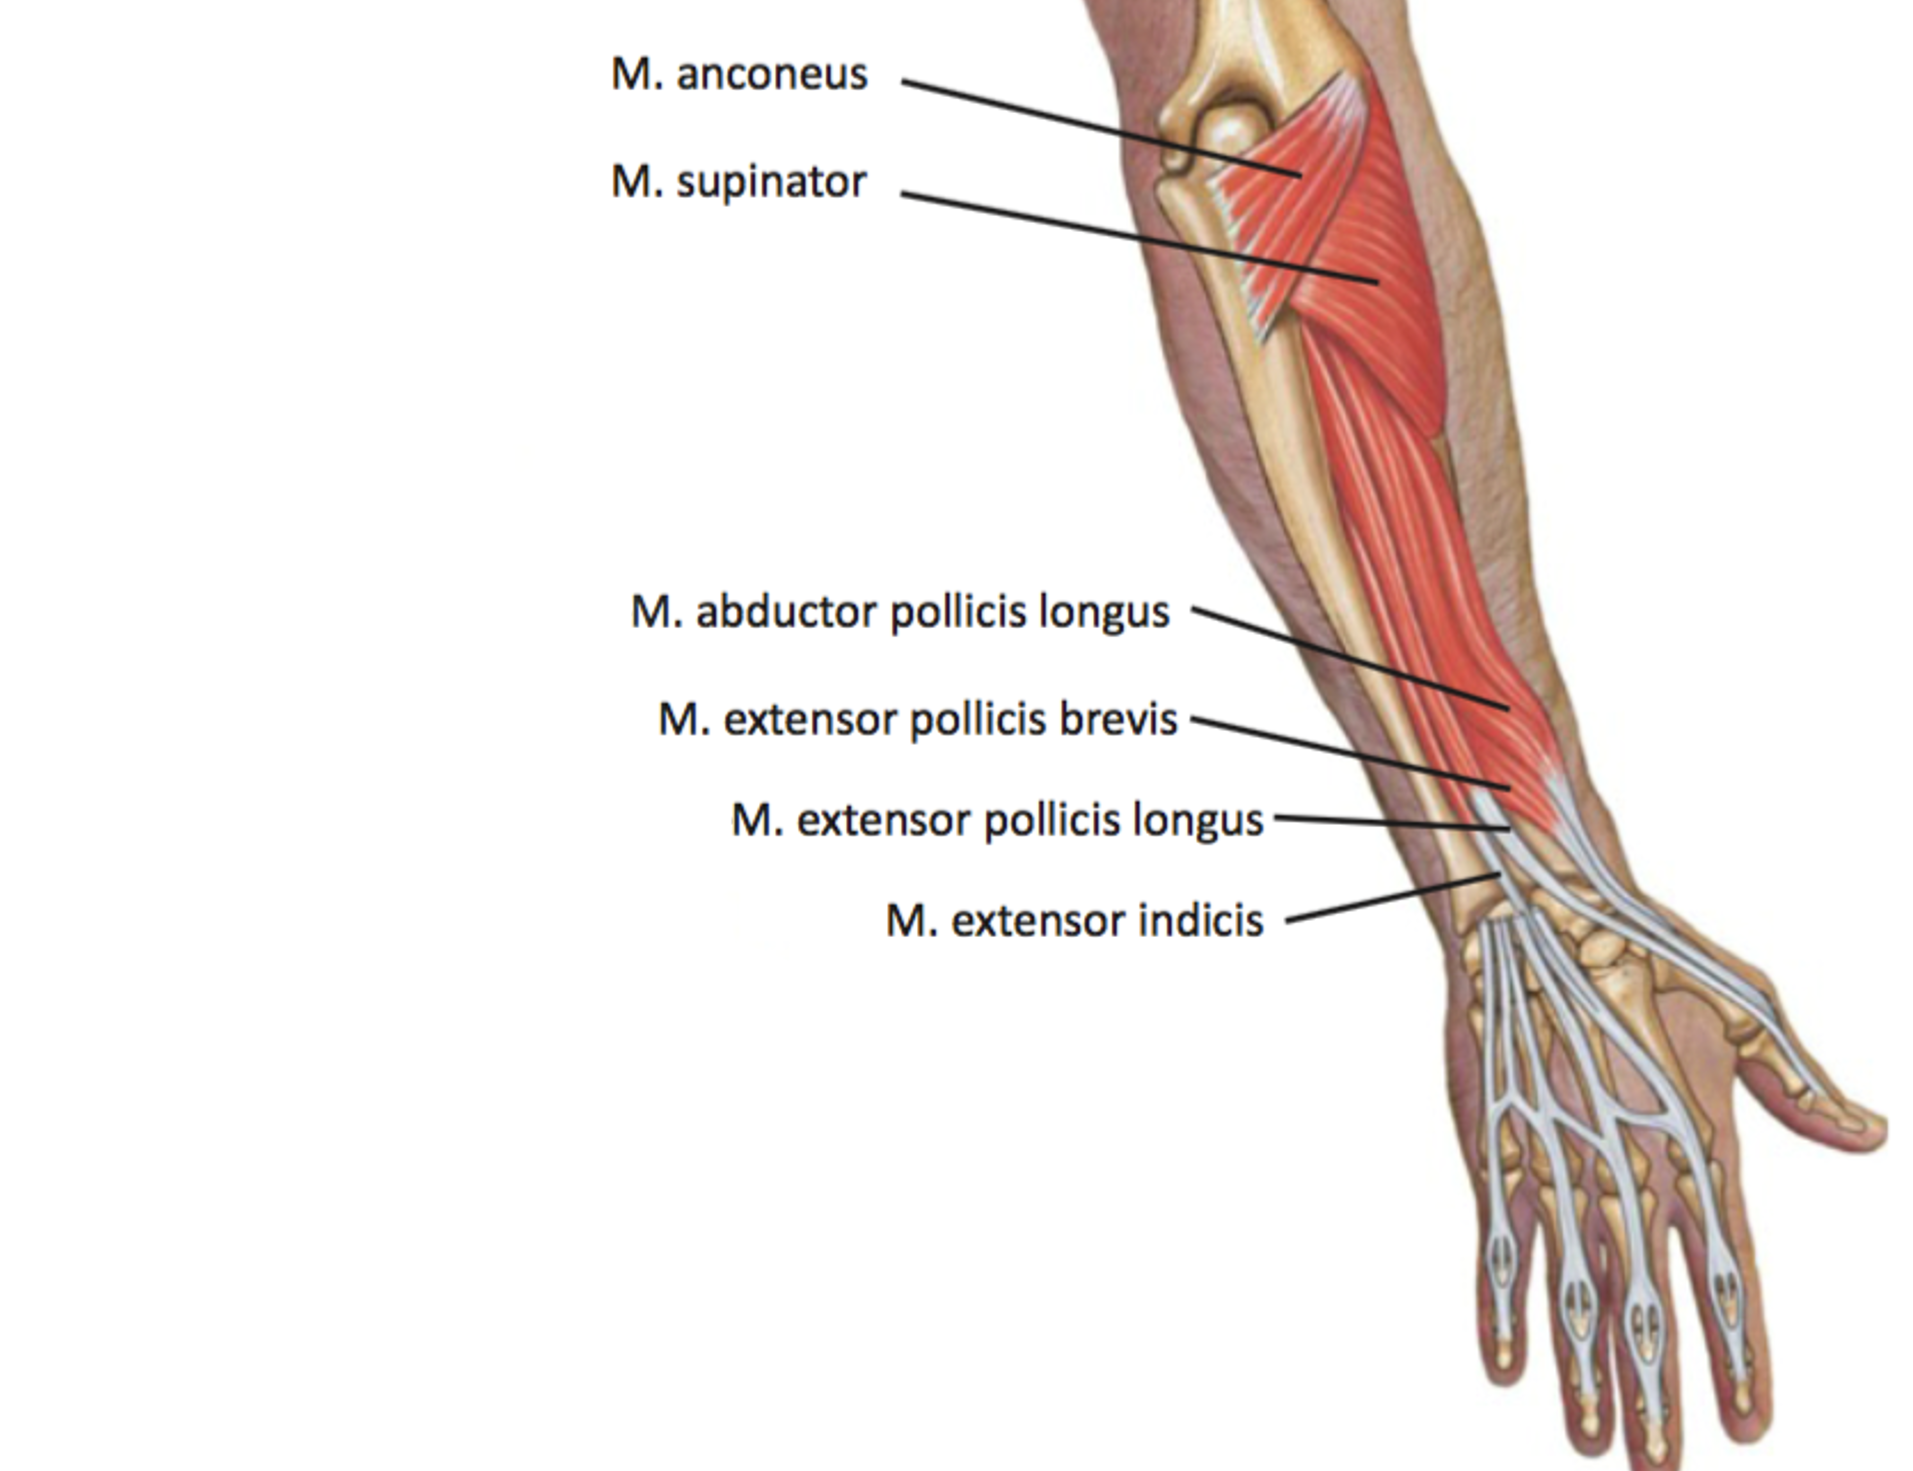 M. anconeus
M. supinator
M. abductor pollicis longus
M. extensor pollicis brevis
M. extensor pollicis longus
M. extensor indicis